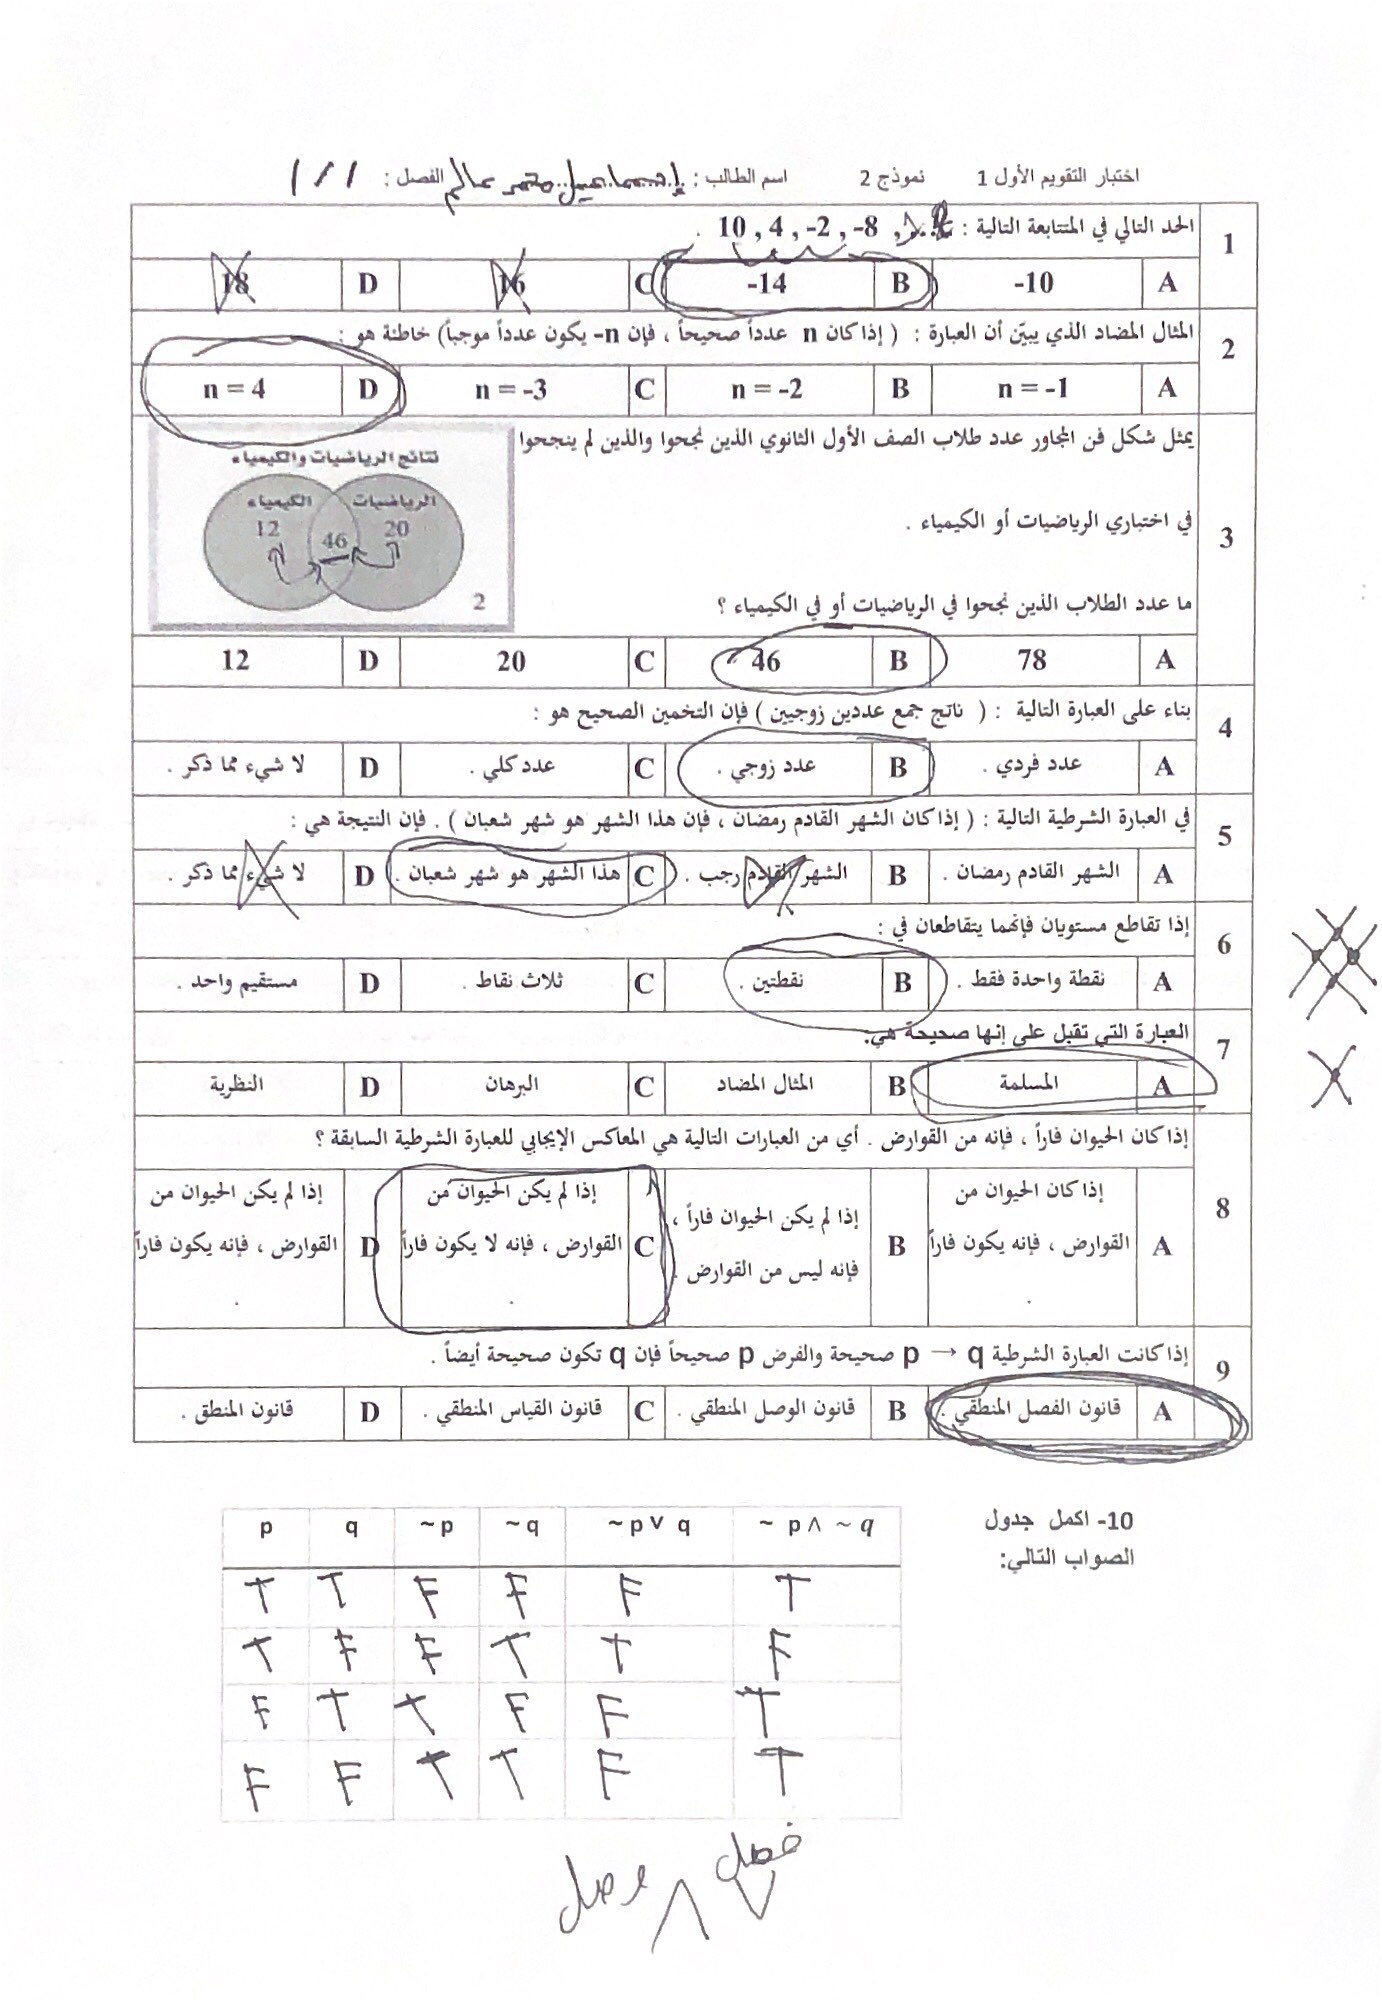 اختبار التقويم الأول 1 نموذج 2 اسم الطالب : إسماعيل محمد سالم الفصل : 1 / 1
1 الحد التالي في المتتابعة التالية : 10 , 4 , -2 , -8 , ...
A -10 B -14 C 16 D 18
2 المثال المضاد الذي يبيّن أن العبارة : ( إذا كان n عدداً صحيحاً ، فإن n- يكون عدداً موجباً) خاطئة هو :
A n = -1 B n = -2 C n = -3 D n = 4
3 يمثل شكل فن المجاور عدد طلاب الصف الأول الثانوي الذين نجحوا والذين لم ينجحوا
في اختباري الرياضيات أو الكيمياء .
ما عدد الطلاب الذين نجحوا في الرياضيات أو في الكيمياء ؟
نتائج الرياضيات والكيمياء
الرياضيات الكيمياء
20 46 12
2
A 78 B 46 C 20 D 12
4 بناء على العبارة التالية : ( ناتج جمع عددين زوجيين ) فإن التخمين الصحيح هو :
A عدد فردي . B عدد زوجي . C عدد كلي . D لا شيء مما ذكر .
5 في العبارة الشرطية التالية : ( إذا كان الشهر القادم رمضان ، فإن هذا الشهر هو شهر شعبان ) . فإن النتيجة هي :
A الشهر القادم رمضان . B الشهر القادم رجب . C هذا الشهر هو شهر شعبان . D لا شيء مما ذكر .
6 إذا تقاطع مستويان فإنهما يتقاطعان في :
A نقطة واحدة فقط . B نقطتين . C ثلاث نقاط . D مستقيم واحد .
7 العبارة التي تقبل على إنها صحيحة هي:
A المسلمة B المثال المضاد C البرهان D النظرية
8 إذا كان الحيوان فاراً ، فإنه من القوارض . أي من العبارات التالية هي المعاكس الإيجابي للعبارة الشرطية السابقة ؟
A إذا كان الحيوان من القوارض ، فإنه يكون فاراً . B إذا لم يكن الحيوان فاراً ، فإنه ليس من القوارض . C إذا لم يكن الحيوان من القوارض ، فإنه لا يكون فاراً . D إذا لم يكن الحيوان من القوارض ، فإنه يكون فاراً .
9 إذا كانت العبارة الشرطية p → q صحيحة والفرض p صحيحاً فإن q تكون صحيحة أيضاً .
A قانون الفصل المنطقي . B قانون الوصل المنطقي . C قانون القياس المنطقي . D قانون المنطق .
10- اكمل جدول
الصواب التالي:
p q ~p ~q ~p ∨ q ~ p ∧ ~ q
T T F F F T
T F F T T F
F T T F F T
F F T T F T
فصل ∨
وصل ∧